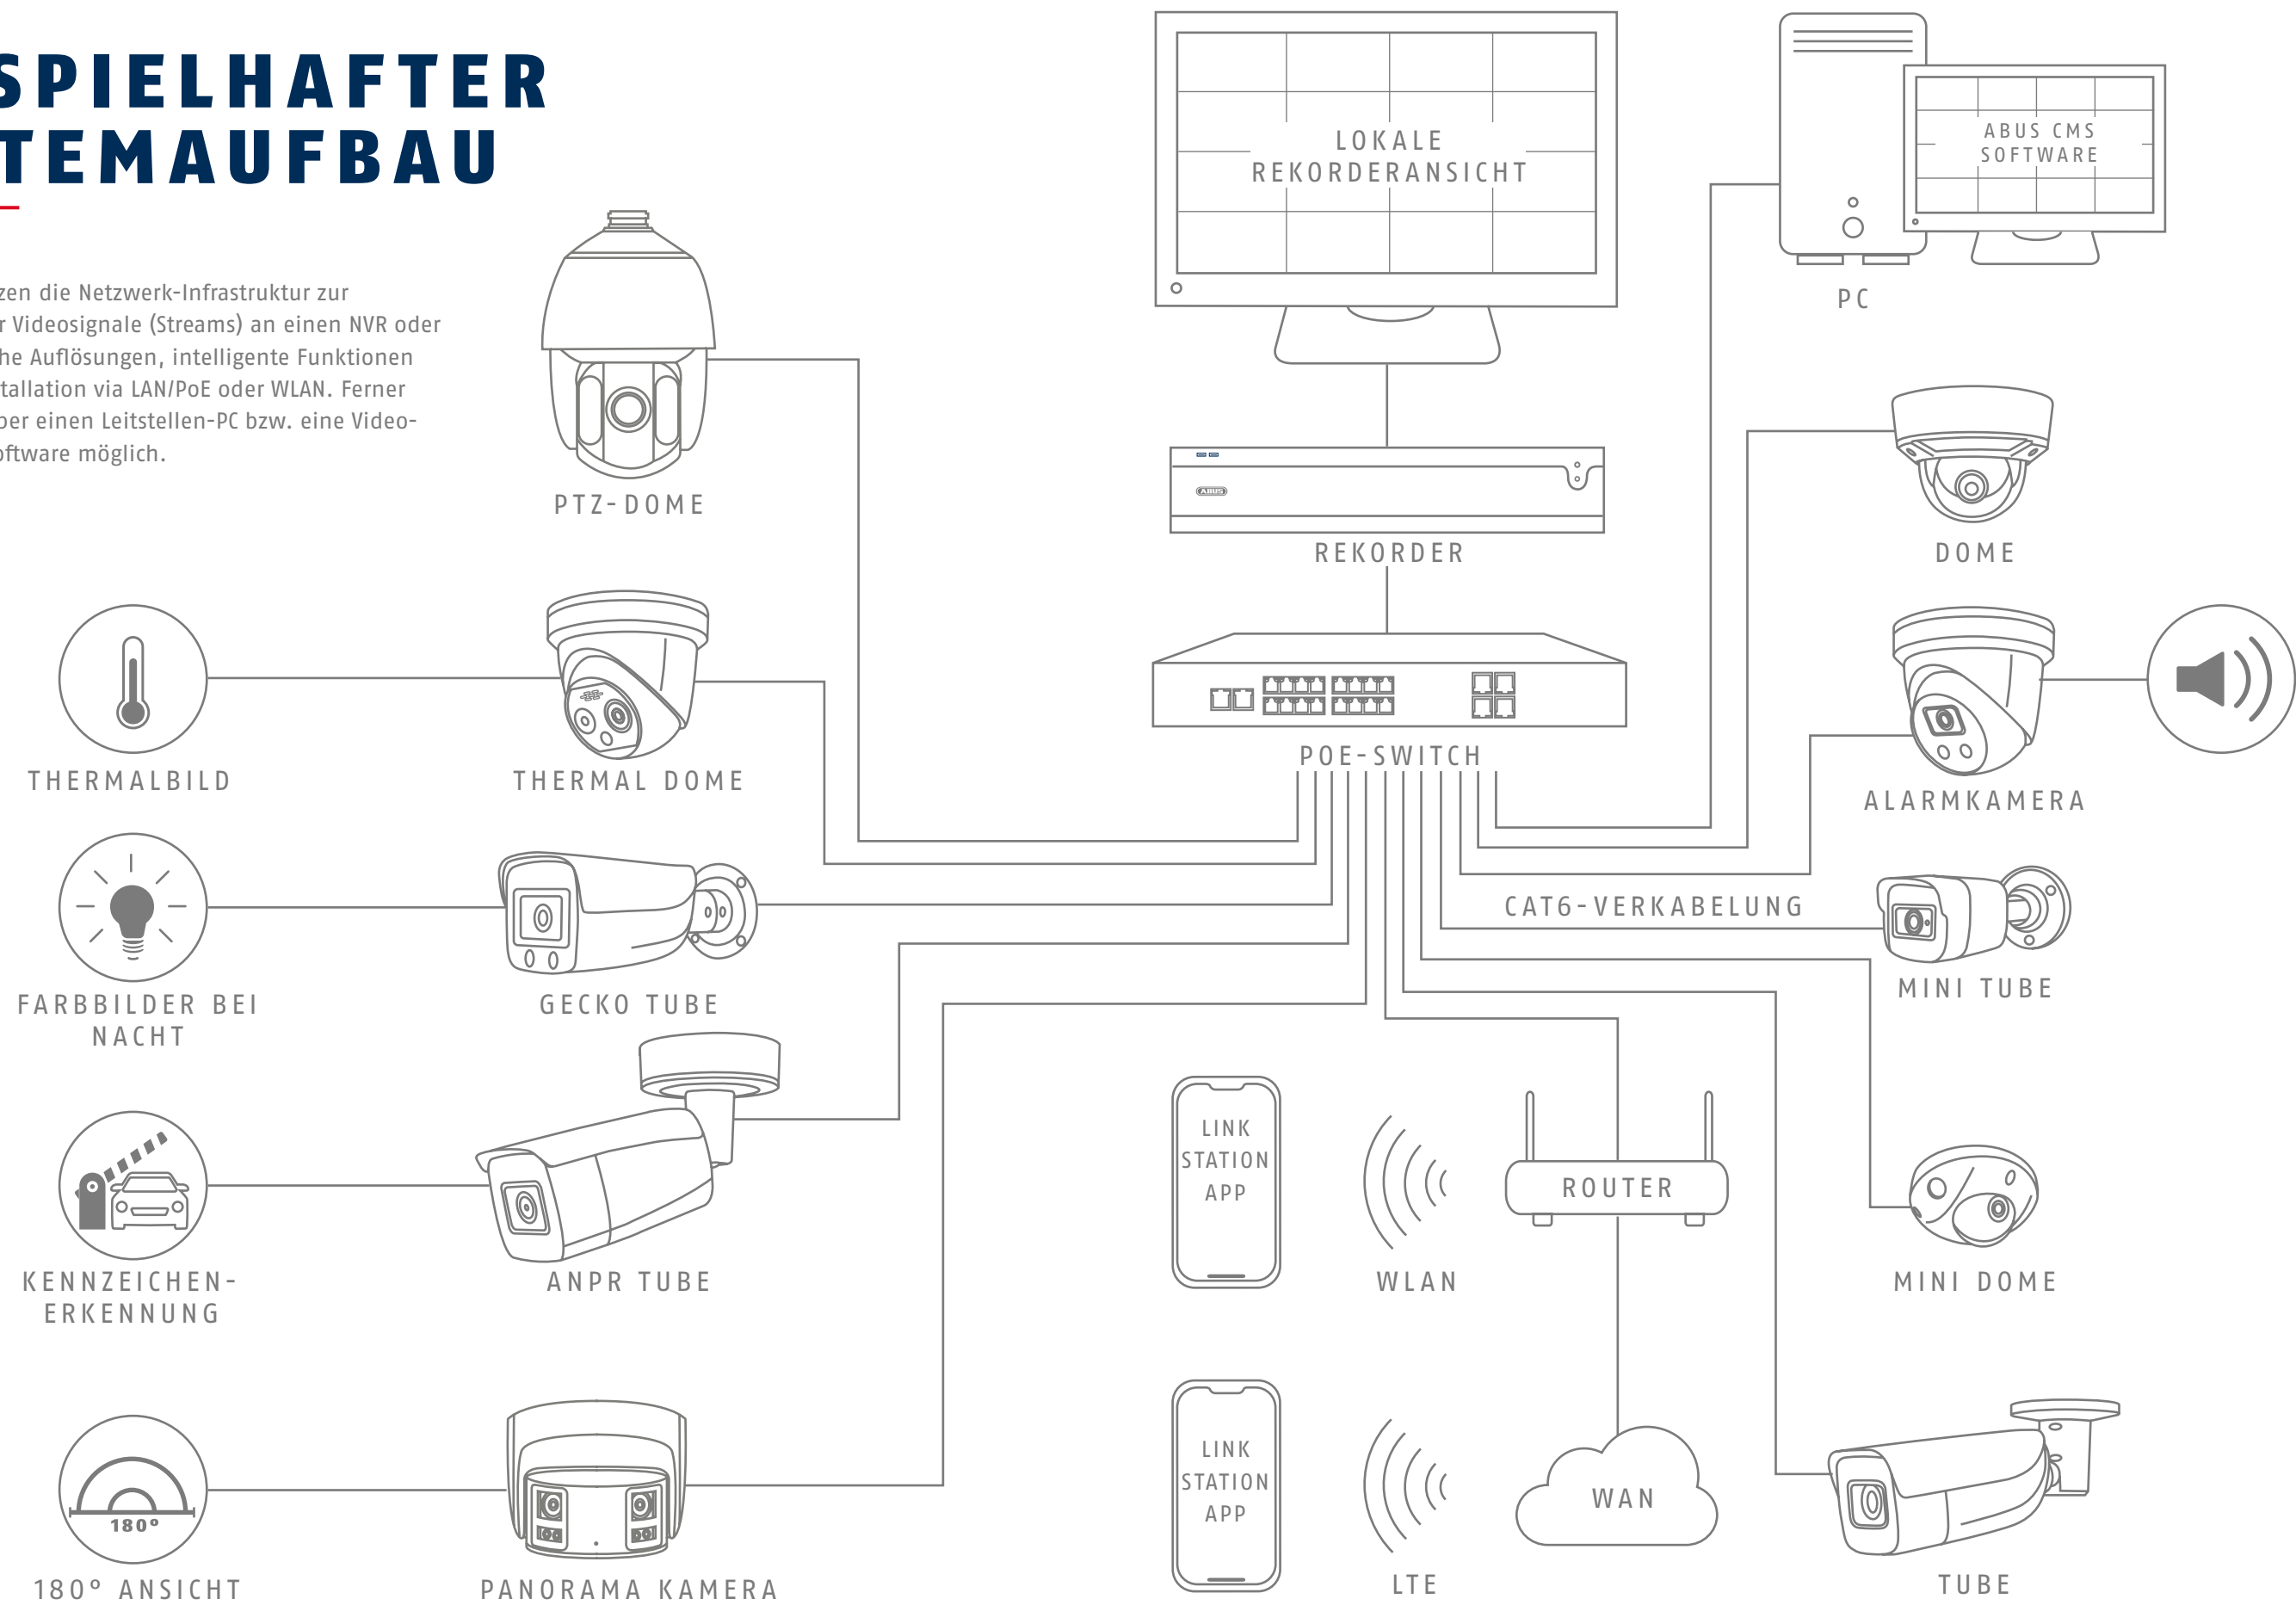 SPIELHAFTER
TEMAUFBAU
zen die Netzwerk-Infrastruktur zur
r Videosignale (Streams) an einen NVR oder
he Auflösungen, intelligente Funktionen
tallation via LAN/PoE oder WLAN. Ferner
ber einen Leitstellen-PC bzw. eine Video-
oftware möglich.
LOKALE
REKORDERANSICHT
ABUS CMS
SOFTWARE
PC
PTZ-DOME
ABUS
REKORDER
DOME
THERMALBILD
THERMAL DOME
POE-SWITCH
ALARMKAMERA
FARBBILDER BEI
NACHT
GECKO TUBE
CAT6-VERKABELUNG
MINI TUBE
KENNZEICHEN-
ERKENNUNG
ANPR TUBE
LINK
STATION
APP
WLAN
ROUTER
MINI DOME
180°
180° ANSICHT
PANORAMA KAMERA
LINK
STATION
APP
LTE
WAN
TUBE